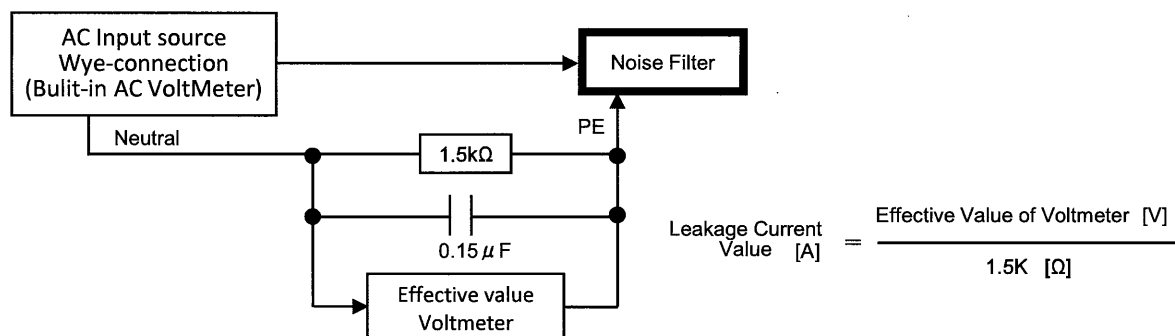 AC Input source
Wye-connection
(Bulit-in AC VoltMeter)
Noise Filter
Neutral
PE
1.5kΩ
0.15μF
Effective value
Voltmeter
Leakage Current
Value [A]
=
Effective Value of Voltmeter [V]
1.5K [Ω]